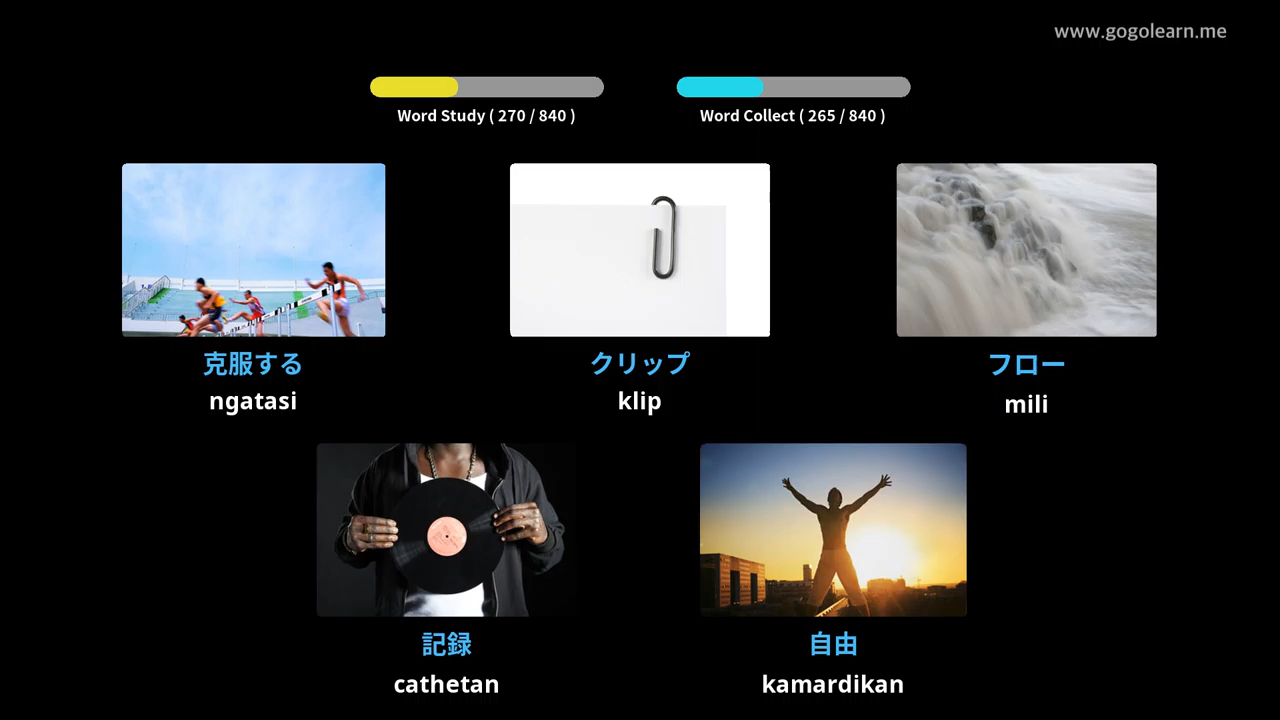 www.gogolearn.me
Word Study ( 270 / 840 )
Word Collect ( 265 / 840 )
克服する
ngatasi
クリップ
klip
フロー
mili
記録
cathetan
自由
kamardikan